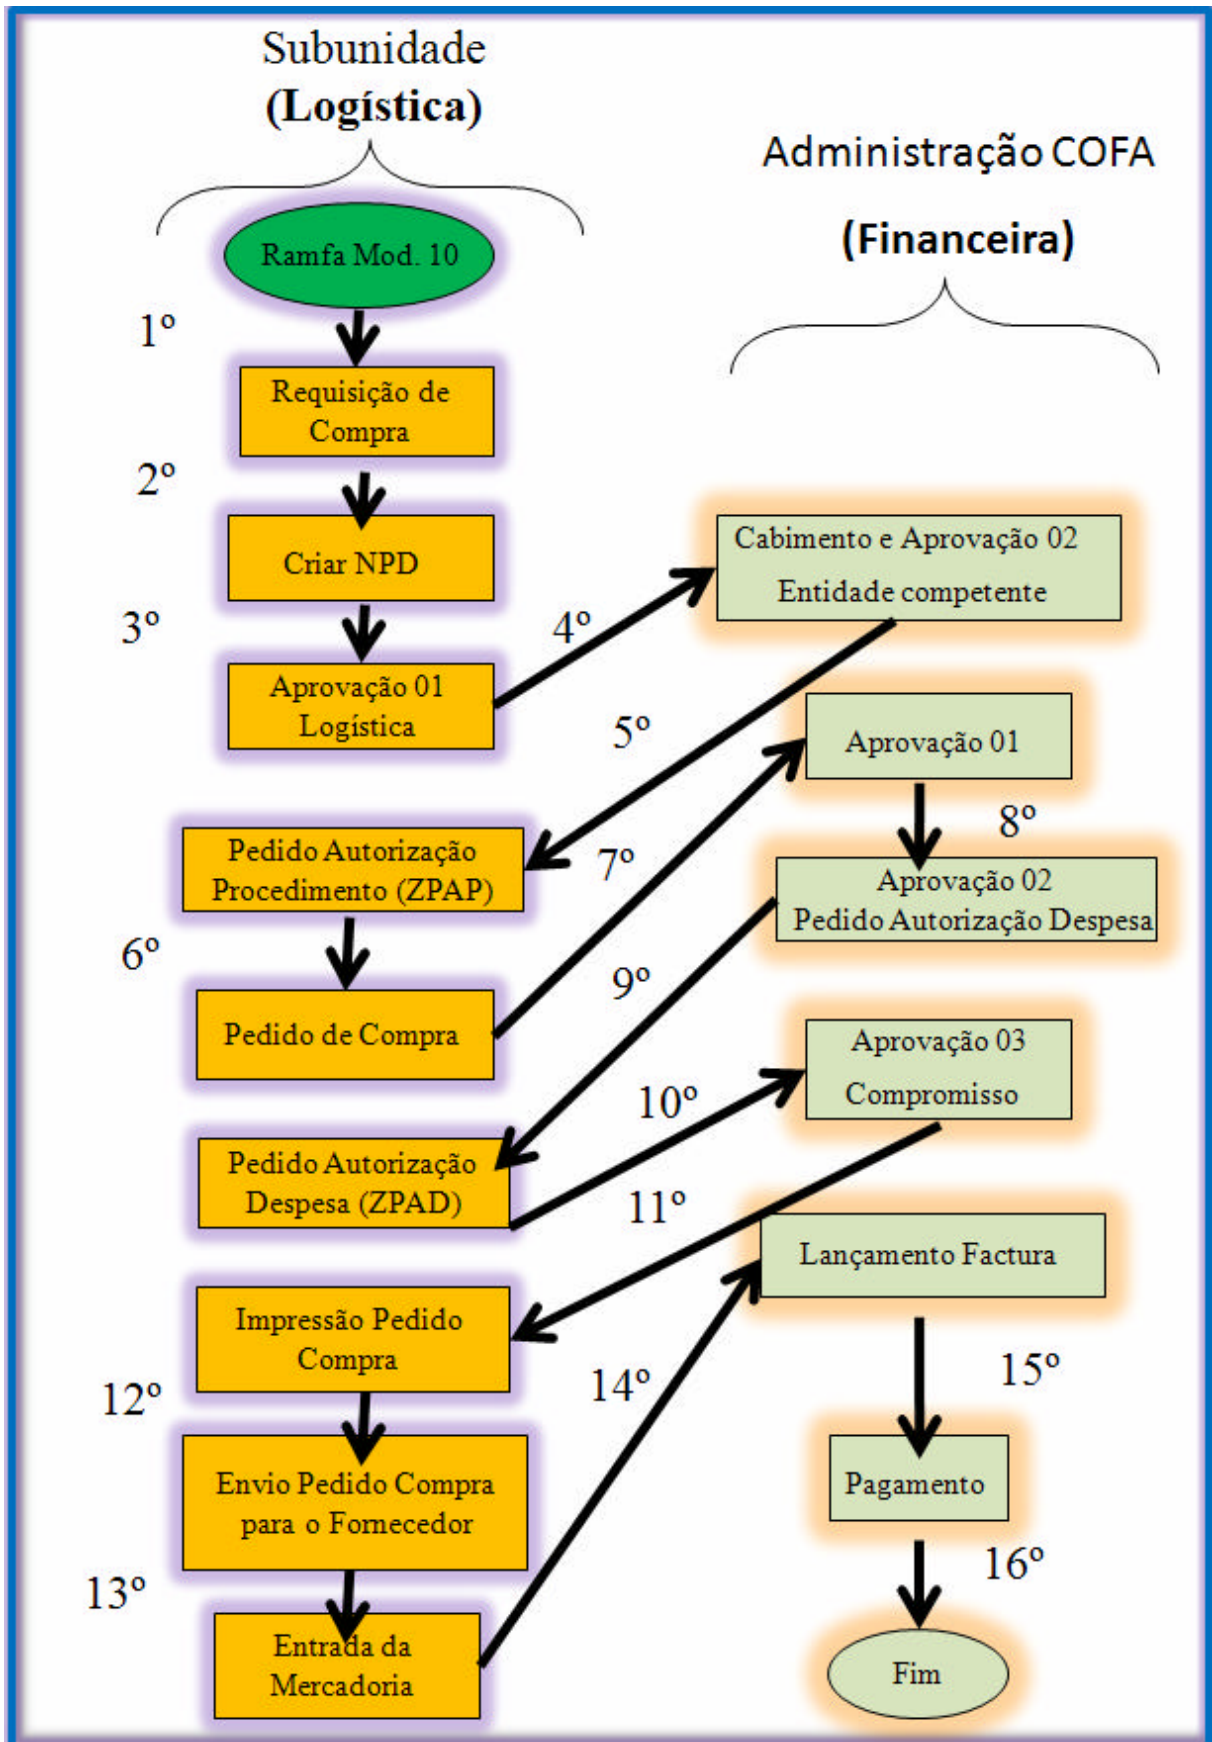 Subunidade
(Logística)
Administração COFA
(Financeira)
Ramfa Mod. 10
1º
Requisição de
Compra
2º
Criar NPD
3º
Aprovação 01
Logística
4º
Cabimento e Aprovação 02
Entidade competente
5º
Pedido Autorização
Procedimento (ZPAP)
6º
Pedido de Compra
7º
Aprovação 01
8º
Aprovação 02
Pedido Autorização Despesa
9º
Pedido Autorização
Despesa (ZPAD)
10º
Aprovação 03
Compromisso
11º
Impressão Pedido
Compra
12º
Envio Pedido Compra
para o Fornecedor
13º
Entrada da
Mercadoria
14º
Lançamento Factura
15º
Pagamento
16º
Fim